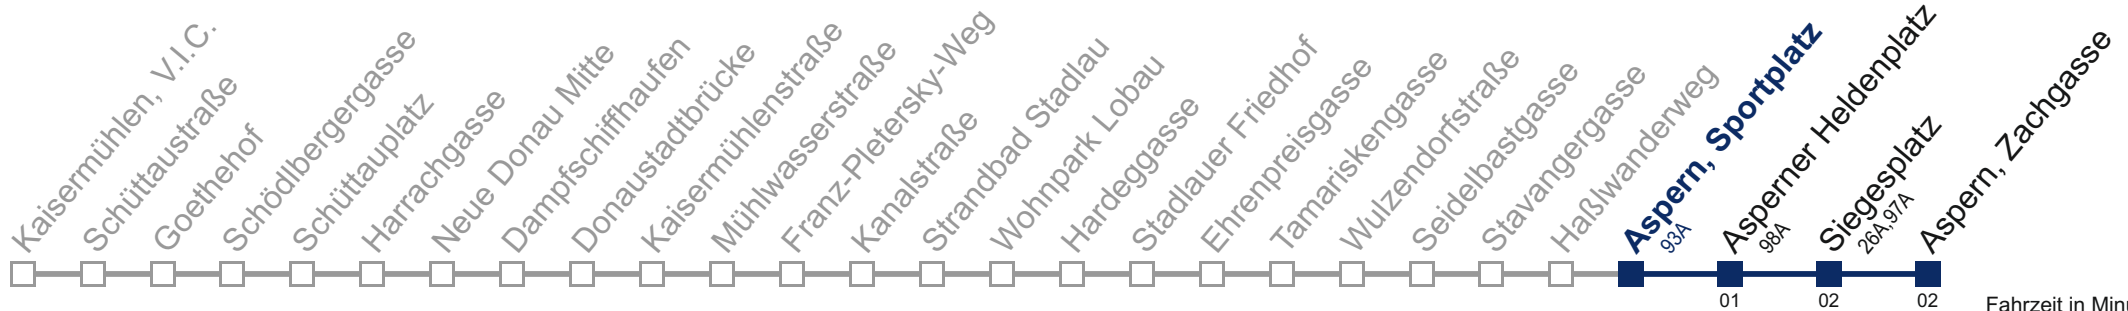 Kaisermühlen, V.I.C.
Schüttaustraße
Goethehof
Schödlbergergasse
Schüttauplatz
Harrachgasse
Neue Donau Mitte
Dampfschiffhaufen
Donaustadtbrücke
Kaisermühlenstraße
Mühlwasserstraße
Franz-Pletersky-Weg
Kanalstraße
Strandbad Stadlau
Wohnpark Lobau
Hardeggasse
Stadlauer Friedhof
Ehrenpreisgasse
Tamariskengasse
Wulzendorfstraße
Seidelbastgasse
Stavangergasse
Haßlwanderweg
Aspern, Sportplatz
93A
Asperner Heldenplatz
98A
Siegesplatz
26A,97A
Aspern, Zachgasse
01
02
02
Fahrzeit in